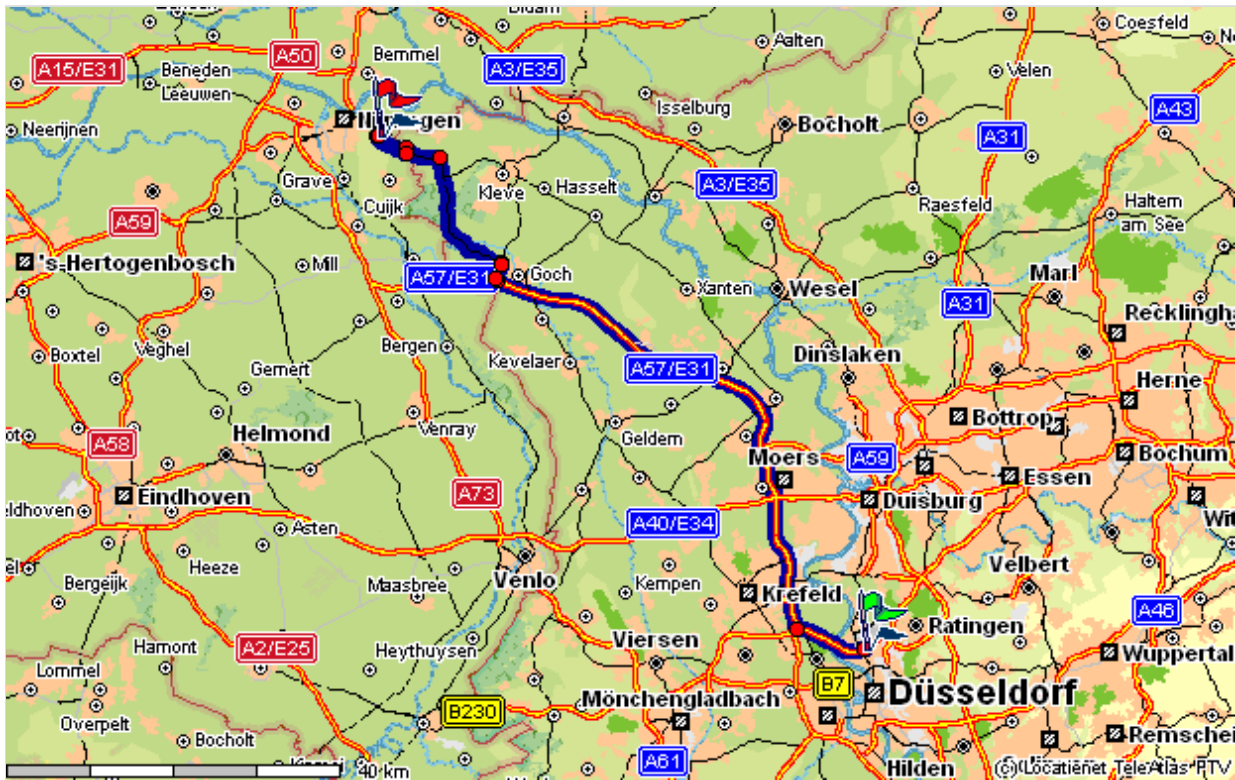 Bemmel
Didam
Coesfeld
A50
Aalten
A15/E31
Beneden
Leeuwen
A3/E35
Velen
Isselburg
A43
Neerijnen
Bocholt
A31
Grave
Kleve
Hasselt
A3/E35
Raesfeld
Haltern
am See
A59
Cuijk
's-Hertogenbosch
Mill
A57/E31
Goch
Xanten
Wesel
Marl
A31
Boxtel
Veghel
Bergen
Kevelaer
A57/E31
Dinslaken
Gemert
Herne
Bottrop
A58
Helmond
Venray
Geldern
Moers
A59
Bochum
Essen
Eindhoven
A73
Duisburg
A40/E34
Asten
Bergeijk
Heeze
Maasbree
Venlo
Kempen
Krefeld
Velbert
A46
Hamont
A2/E25
Heythuysen
Viersen
Ratingen
Wuppertal
Lommel
B7
Overpelt
B230
Mönchengladbach
Düsseldorf
Bocholt
40 km
A61
Hilden
(c)Locatienet TeleAtlas PTV